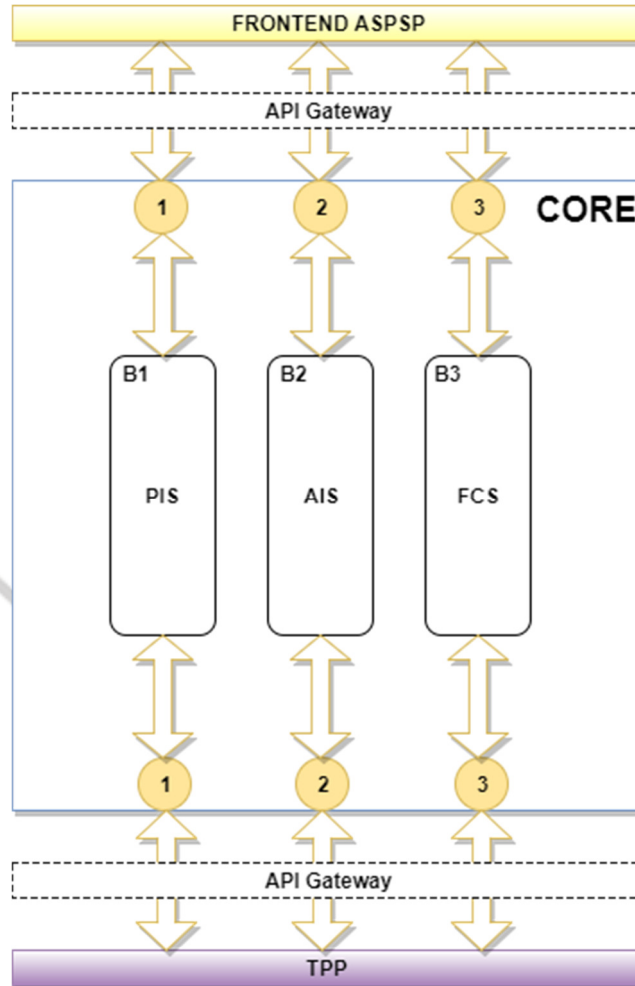 FRONTEND ASPSP
API Gateway
1 2 3 CORE
B1 B2 B3
PIS AIS FCS
1 2 3
API Gateway
TPP